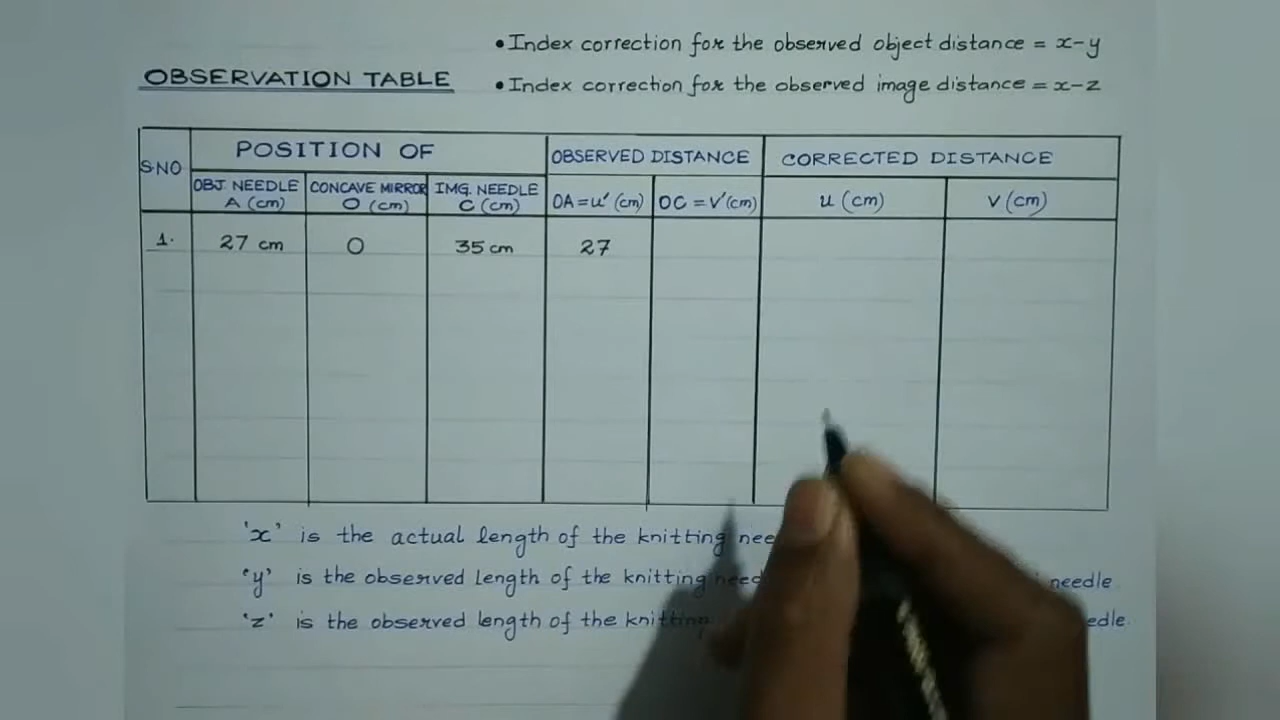 • Index correction for the observed object distance = x-y
OBSERVATION TABLE
• Index correction for the observed image distance = x-z
S.NO
POSITION OF
OBSERVED DISTANCE
CORRECTED DISTANCE
OBJ. NEEDLE A (cm)
CONCAVE MIRROR O (cm)
IMG. NEEDLE C (cm)
OA = u' (cm)
OC = V' (cm)
u (cm)
v (cm)
1.
27 cm
O
35 cm
27
'x' is the actual length of the knitting
'y' is the observed length of the knitting needle
'z' is the observed length of the knitting